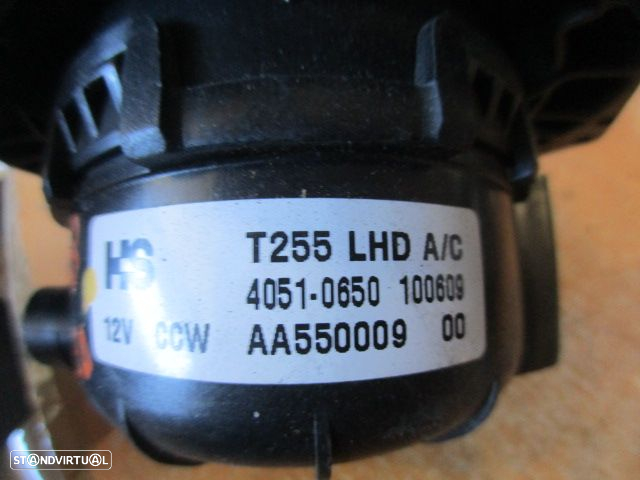 HS T255 LHD A/C
4051-0650 100609
12V CCW AA550009 00
STANDVIRTUAL